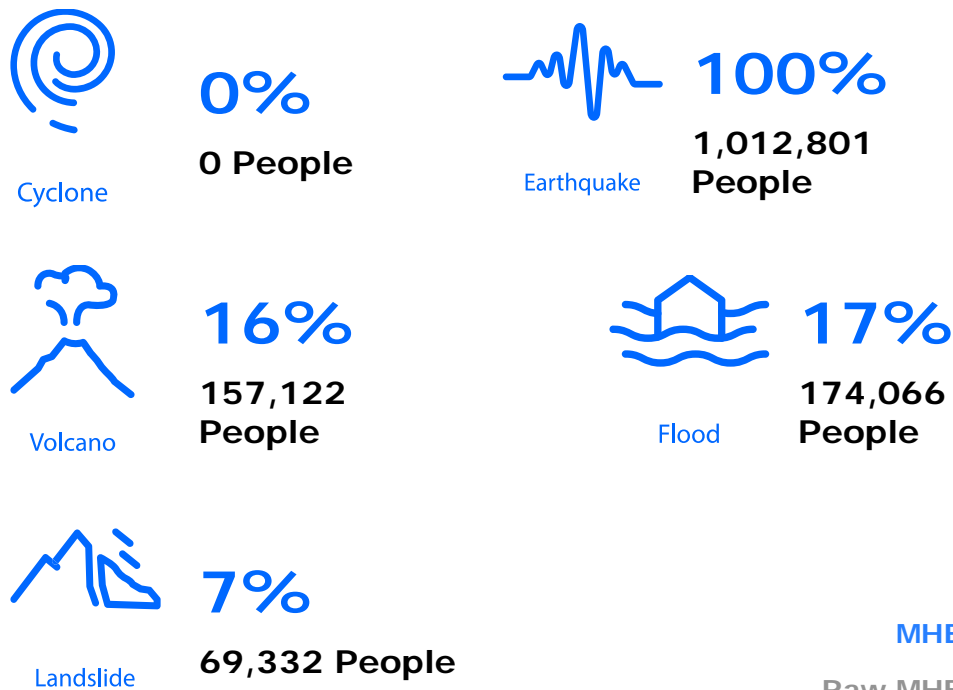 0%
0 People
Cyclone
100%
1,012,801
People
Earthquake
16%
157,122
People
Volcano
17%
174,066
People
Flood
7%
69,332 People
Landslide
Raw